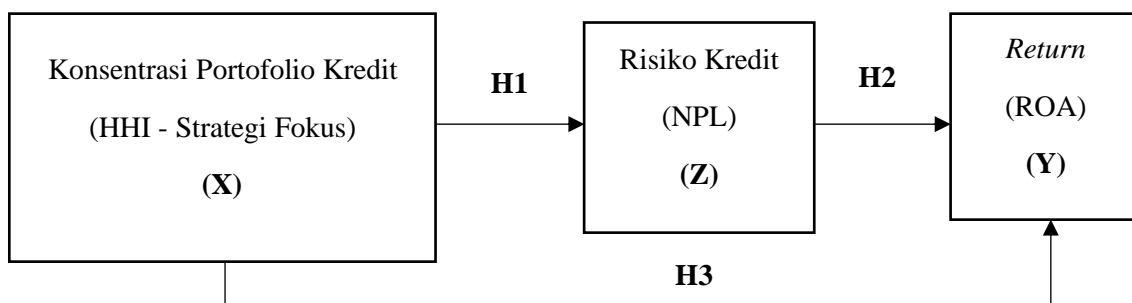 Konsentrasi Portofolio Kredit
(HHI - Strategi Fokus)
(X)
H1
Risiko Kredit
(NPL)
(Z)
H2
Return
(ROA)
(Y)
H3